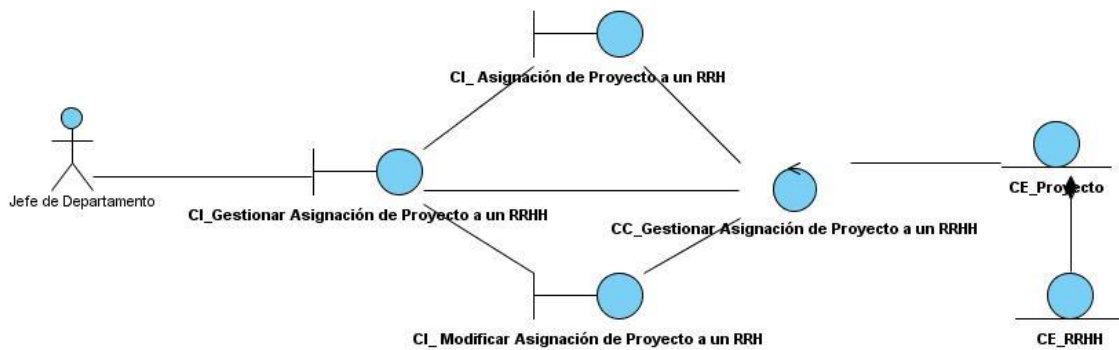 CI_ Asignación de Proyecto a un RRH
Jefe de Departamento
CI_Gestionar Asignación de Proyecto a un RRHH
CC_Gestionar Asignación de Proyecto a un RRHH
CE_Proyecto
CI_ Modificar Asignación de Proyecto a un RRH
CE_RRHH